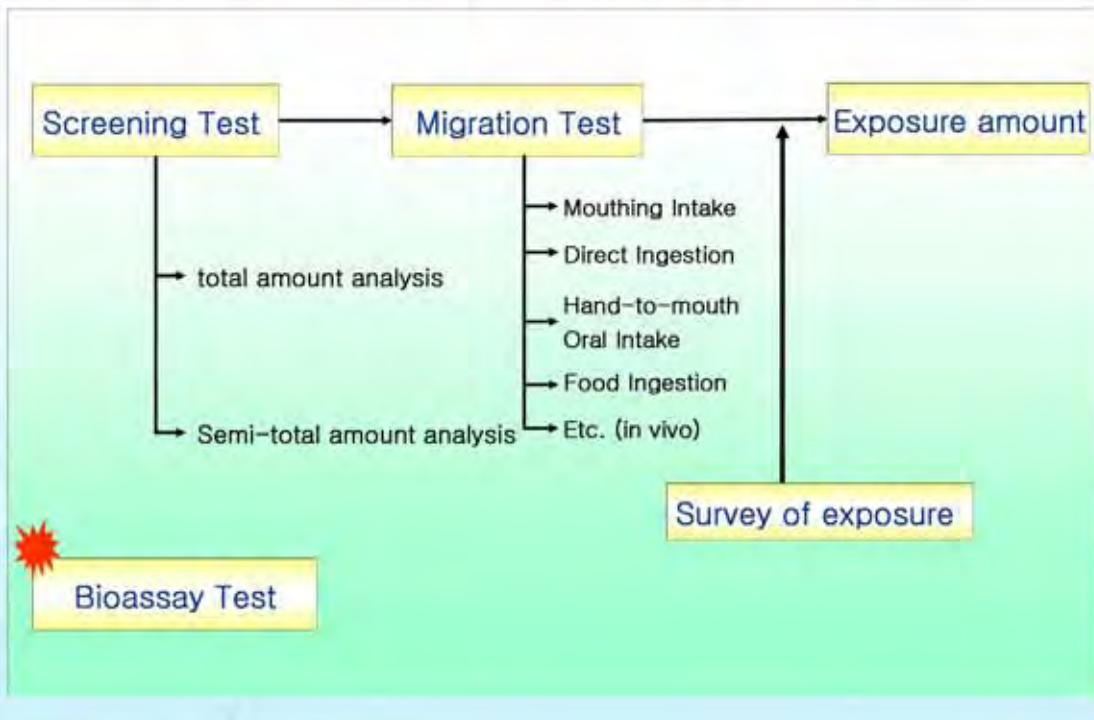 Screening Test
Migration Test
Exposure amount
total amount analysis
Semi-total amount analysis
Mouthing Intake
Direct Ingestion
Hand-to-mouth
Oral Intake
Food Ingestion
Etc. (in vivo)
Survey of exposure
Bioassay Test